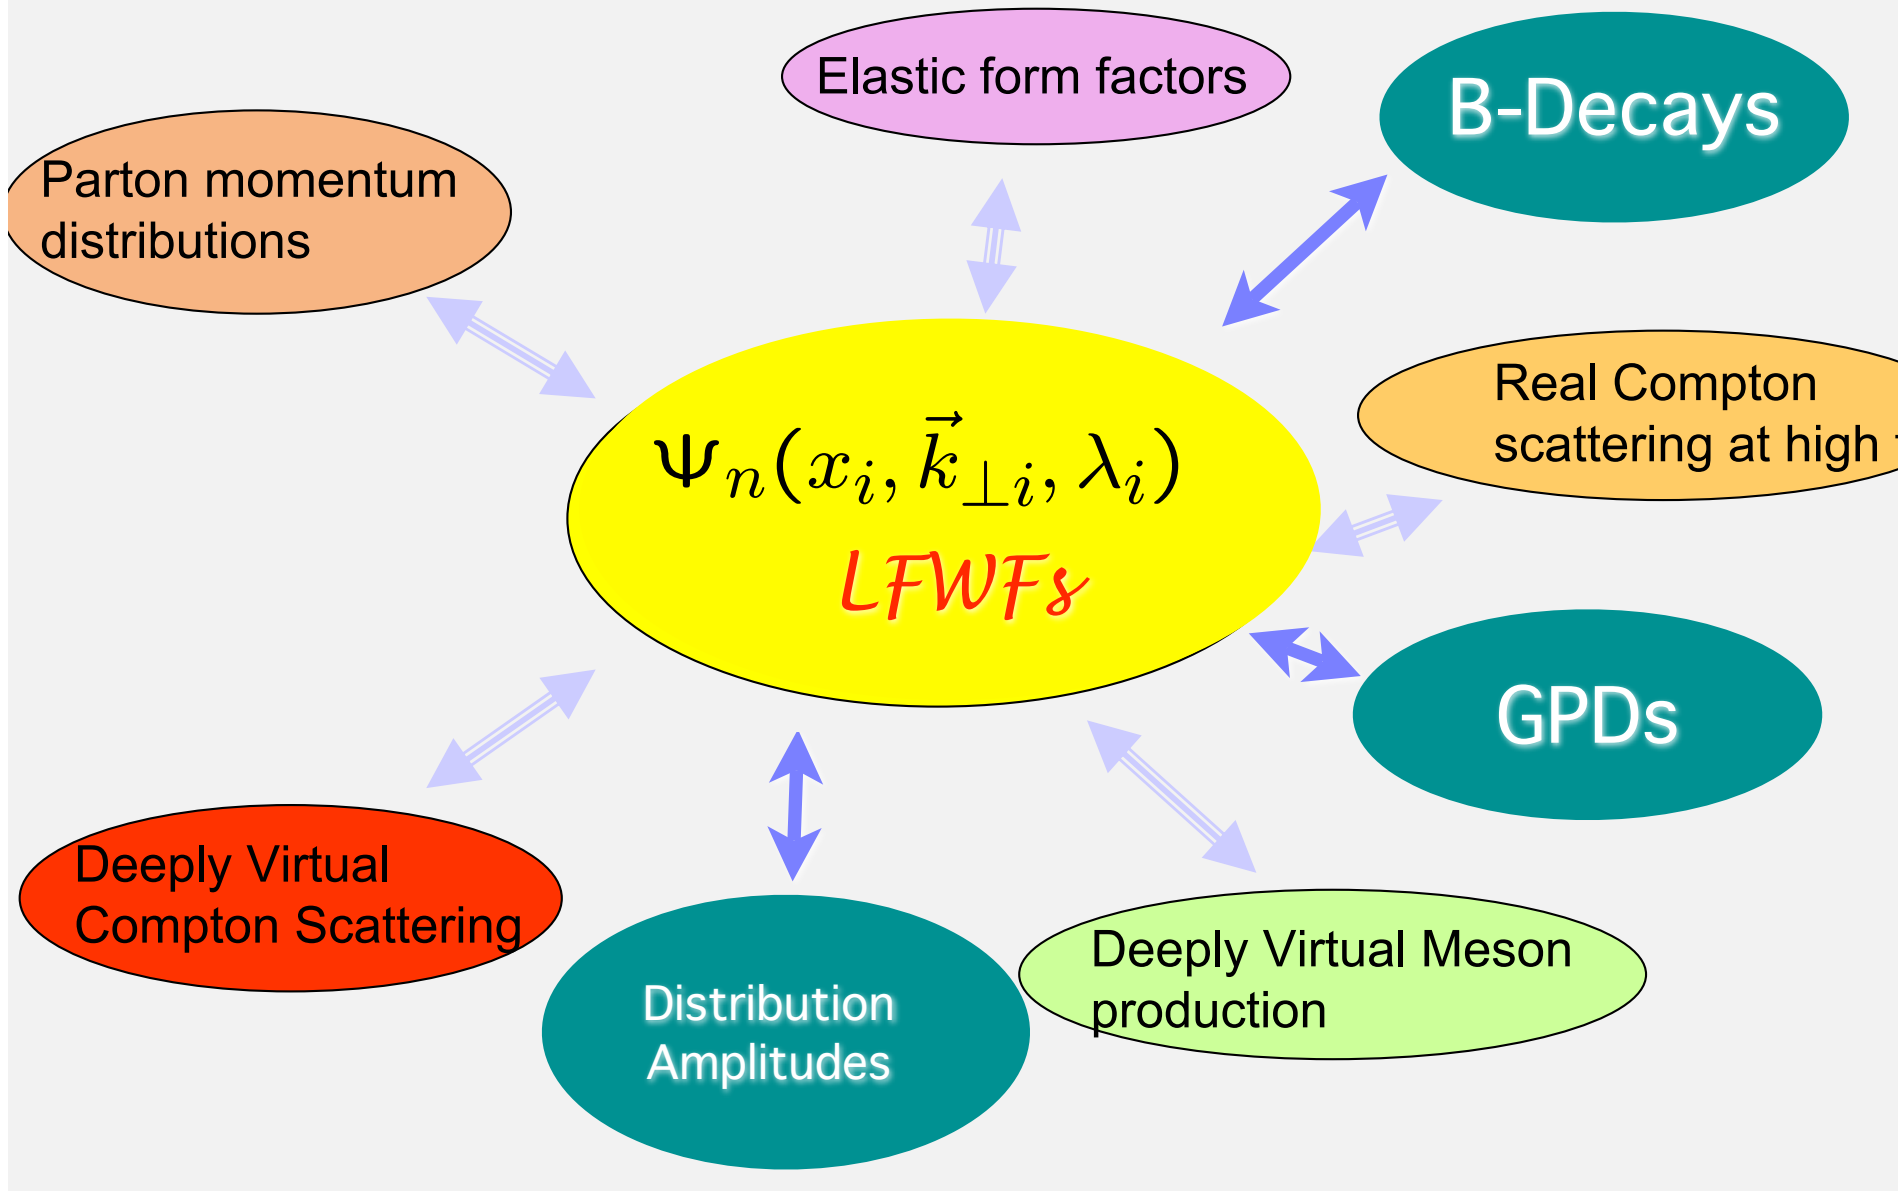 Elastic form factors
B-Decays
Parton momentum
distributions
Real Compton
scattering at high
Ψₙ(xᵢ, k⃗⊥ᵢ, λᵢ)
LFWFs
GPDs
Deeply Virtual
Compton Scattering
Deeply Virtual Meson
production
Distribution
Amplitudes